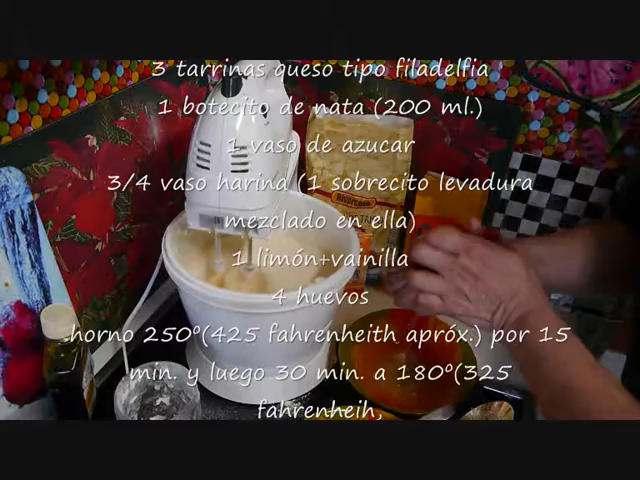 3 tarrinas queso tipo filadelfia
1 botecito de nata (200 ml.)
1 vaso de azucar
3/4 vaso harina (1 sobrecito levadura
mezclado en ella)
1 limón+vainilla
4 huevos
horno 250º(425 fahrenheith apróx.) por 15
min. y luego 30 min. a 180º(325
fahrenheih,